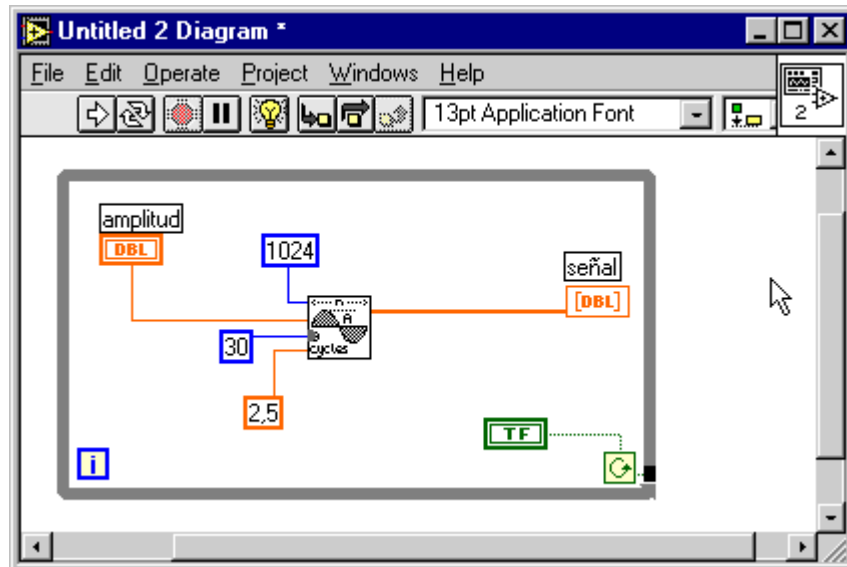 Untitled 2 Diagram *
File Edit Operate Project Windows Help
13pt Application Font
2
amplitud
DBL
1024
señal
[DBL]
n
A
30
cycles
2,5
TF
i